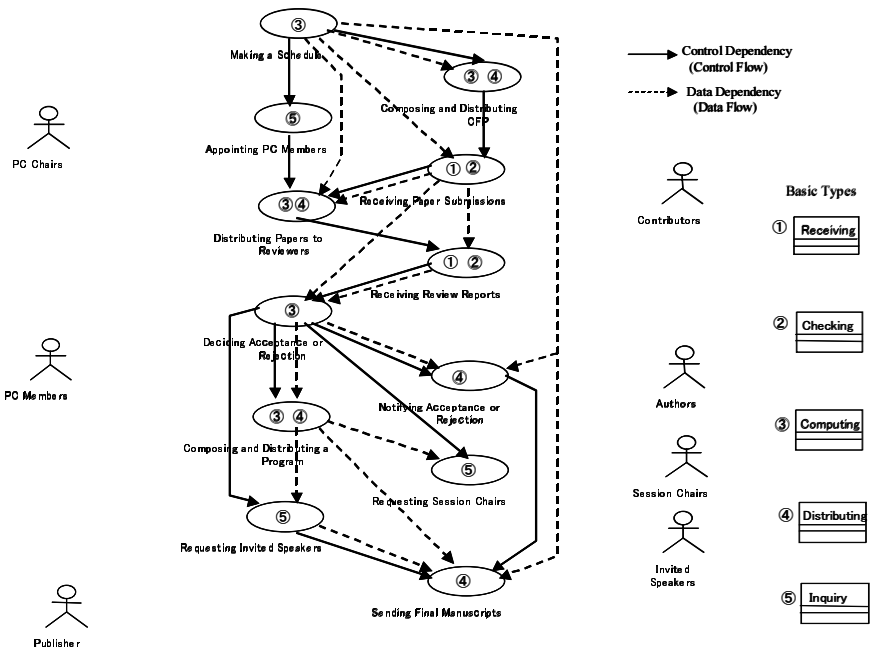 ③
Making a Schedule
Control Dependency
(Control Flow)
③ ④
Data Dependency
(Data Flow)
Composing and Distributing
CFP
⑤
Appointing PC Members
PC Chairs
① ②
Receiving Paper Submissions
Contributors
Basic Types
③④
Distributing Papers to
Reviewers
① Receiving
① ②
Receiving Review Reports
③
Deciding Acceptance or
Rejection
② Checking
PC Members
④
Notifying Acceptance or
Rejection
Authors
③ ④
Composing and Distributing a
Program
③ Computing
⑤
Requesting Session Chairs
Session Chairs
⑤
Requesting Invited Speakers
④ Distributing
Invited
Speakers
④
Sending Final Manuscripts
⑤ Inquiry
Publisher